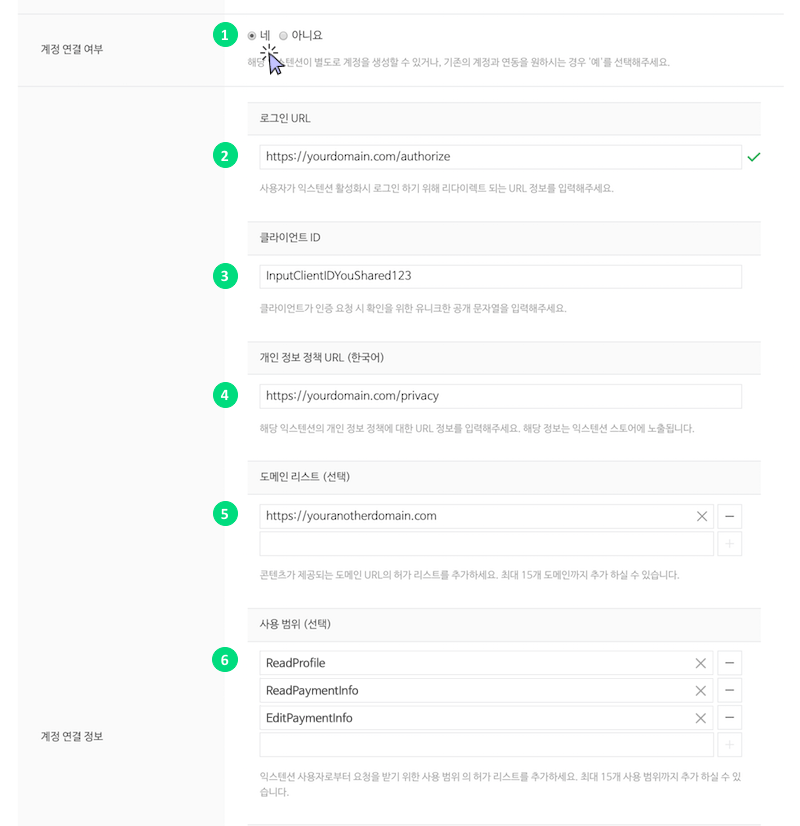 1
네 아니요
계정 연결 여부
해당 익스텐션이 별도로 계정을 생성할 수 있거나, 기존의 계정과 연동을 원하시는 경우 '예'를 선택해주세요.
로그인 URL
2
https://yourdomain.com/authorize
사용자가 익스텐션 활성화시 로그인 하기 위해 리다이렉트 되는 URL 정보를 입력해주세요.
클라이언트 ID
3
InputClientIDYouShared123
클라이언트가 인증 요청 시 확인을 위한 유니크한 공개 문자열을 입력해주세요.
개인 정보 정책 URL (한국어)
4
https://yourdomain.com/privacy
해당 익스텐션의 개인 정보 정책에 대한 URL 정보를 입력해주세요. 해당 정보는 익스텐션 스토어에 노출됩니다.
도메인 리스트 (선택)
5
https://youranotherdomain.com
콘텐츠가 제공되는 도메인 URL의 허가 리스트를 추가하세요. 최대 15개 도메인까지 추가 하실 수 있습니다.
사용 범위 (선택)
6
ReadProfile
ReadPaymentInfo
EditPaymentInfo
계정 연결 정보
익스텐션 사용자로부터 요청을 받기 위한 사용 범위 의 허가 리스트를 추가하세요. 최대 15개 사용 범위까지 추가 하실 수 있
습니다.